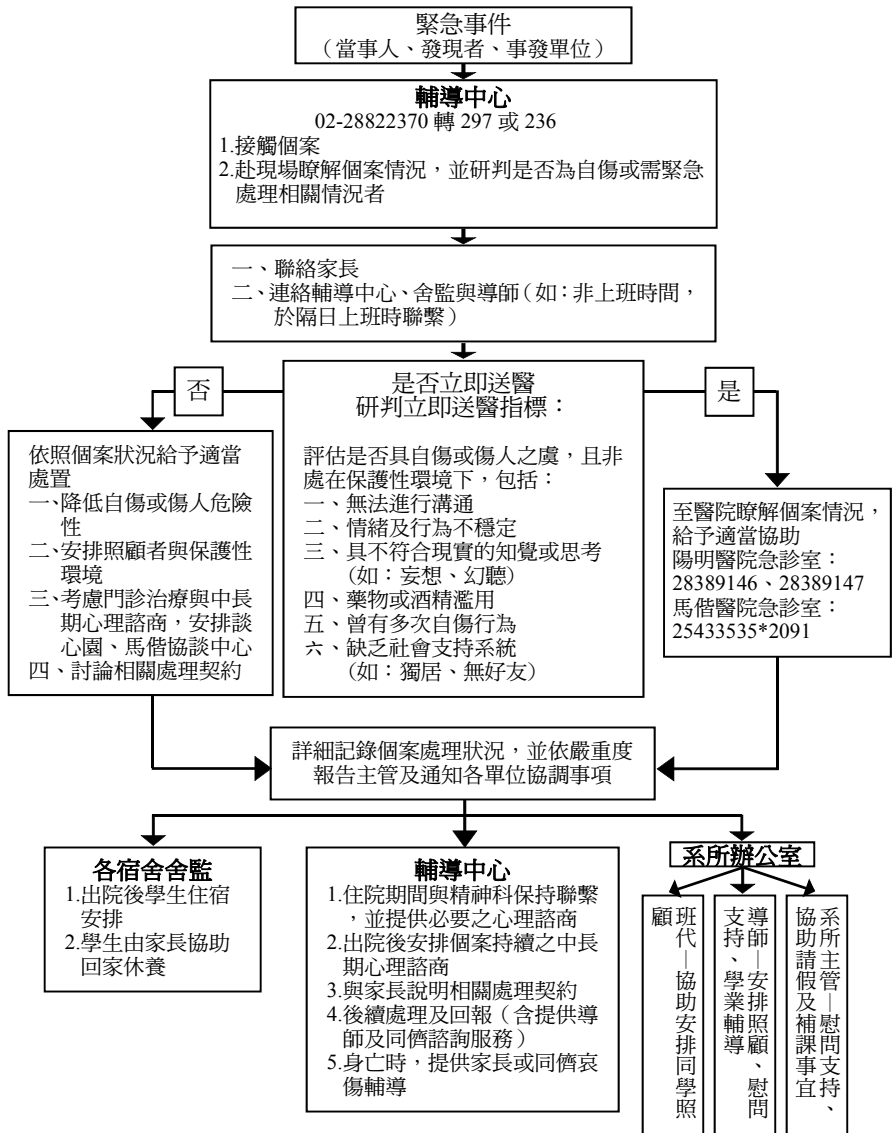 緊急事件
（當事人、發現者、事發單位）
輔導中心
02-28822370 轉 297 或 236
1.接觸個案
2.赴現場瞭解個案情況，並研判是否為自傷或需緊急
處理相關情況者
一、聯絡家長
二、連絡輔導中心、舍監與導師（如：非上班時間，
於隔日上班時聯繫）
否
是否立即送醫
研判立即送醫指標：
評估是否具自傷或傷人之虞，且非
處在保護性環境下，包括：
一、無法進行溝通
二、情緒及行為不穩定
三、具不符合現實的知覺或思考
(如：妄想、幻聽)
四、藥物或酒精濫用
五、曾有多次自傷行為
六、缺乏社會支持系統
(如：獨居、無好友)
是
依照個案狀況給予適當
處置
一、降低自傷或傷人危險
性
二、安排照顧者與保護性
環境
三、考慮門診治療與中長
期心理諮商，安排談
心園、馬偕協談中心
四、討論相關處理契約
至醫院瞭解個案情況，
給予適當協助
陽明醫院急診室：
28389146、28389147
馬偕醫院急診室：
25433535*2091
詳細記錄個案處理狀況，並依嚴重度
報告主管及通知各單位協調事項
各宿舍舍監
1.出院後學生住宿
安排
2.學生由家長協助
回家休養
輔導中心
1.住院期間與精神科保持聯繫
，並提供必要之心理諮商
2.出院後安排個案持續之中長
期心理諮商
3.與家長說明相關處理契約
4.後續處理及回報（含提供導
師及同儕諮詢服務）
5.身亡時，提供家長或同儕哀
傷輔導
系所辦公室
班代—協助安排同學照
顧
導師—安排照顧、慰問
支持、學業輔導
系所主管—慰問支持、
協助請假及補課事宜